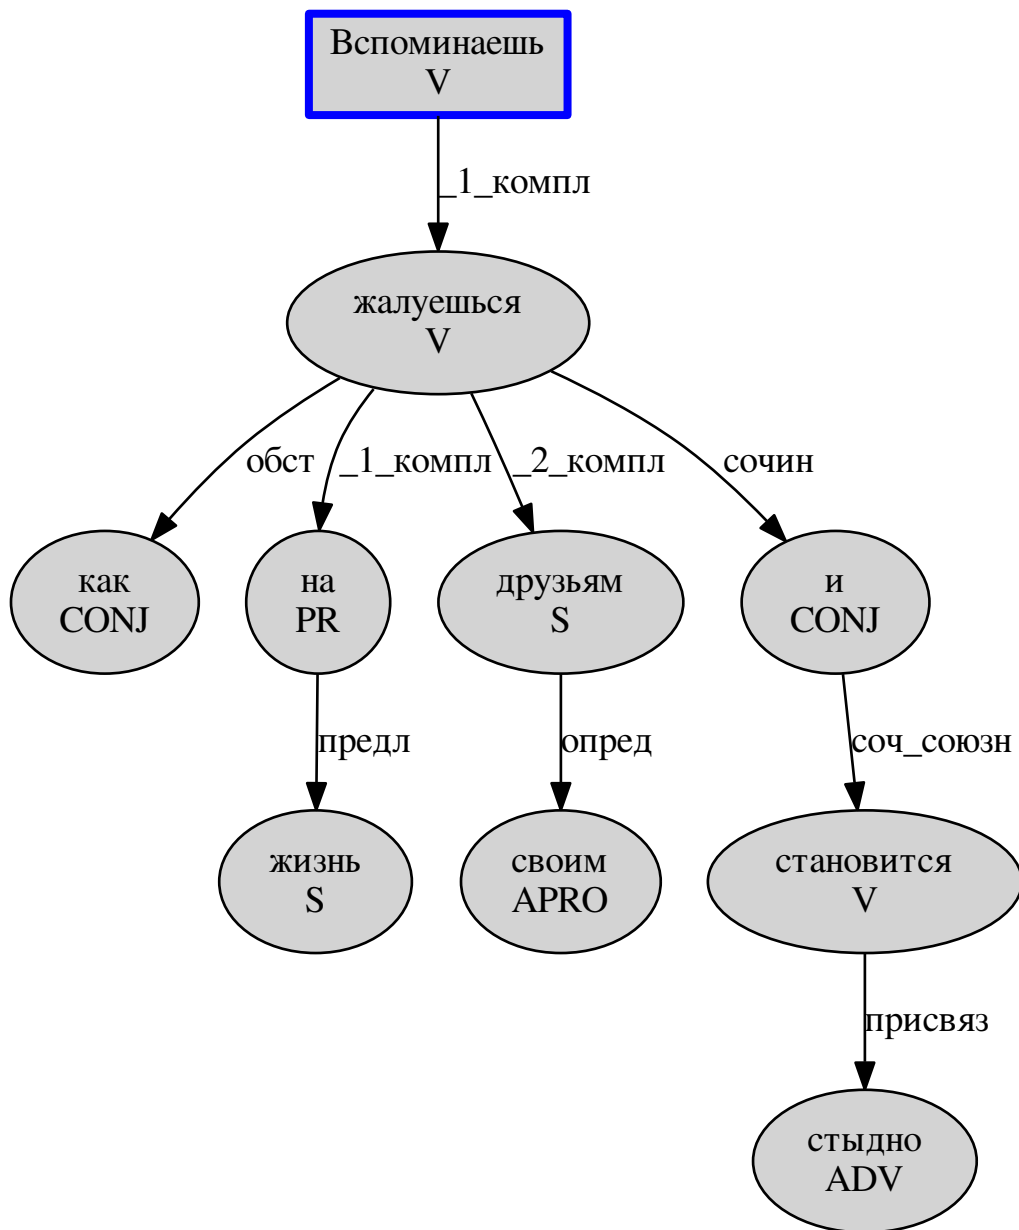 Вспоминаешь
V
_1_компл
жалуешься
V
обст
_1_компл
_2_компл
сочин
как
CONJ
на
PR
друзьям
S
и
CONJ
предл
опред
соч_союзн
жизнь
S
своим
APRO
становится
V
присвяз
стыдно
ADV